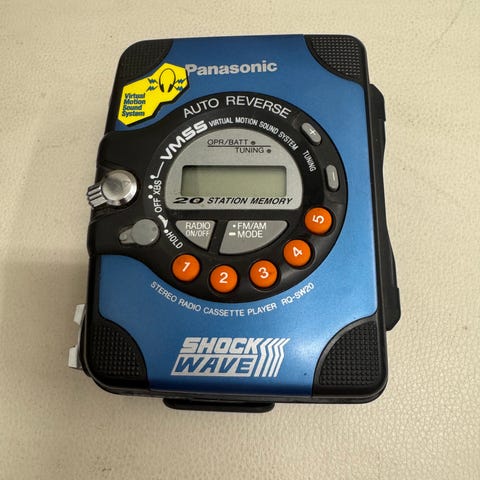 Panasonic
Virtual
Motion
Sound
System
AUTO REVERSE
VMSS VIRTUAL MOTION SOUND SYSTEM
OPR/BATT
TUNING
+
TUNING
-
OFF XBS
20 STATION MEMORY
HOLD
RADIO
ON/OFF
FM/AM
MODE
1 2 3 4 5
STEREO RADIO CASSETTE PLAYER RQ-SW20
SHOCK
WAVE